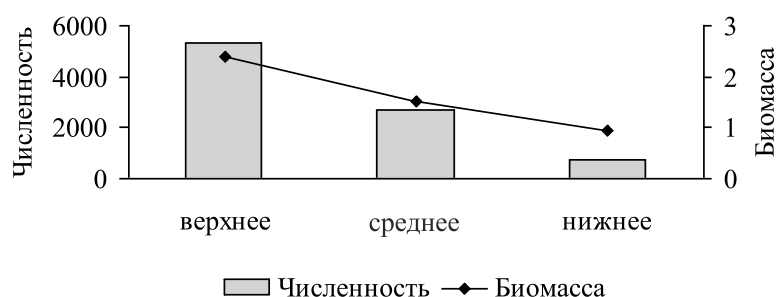 Численность
6000
4000
2000
0
3
2
1
0
Биомасса
верхнее среднее нижнее
Численность Биомасса